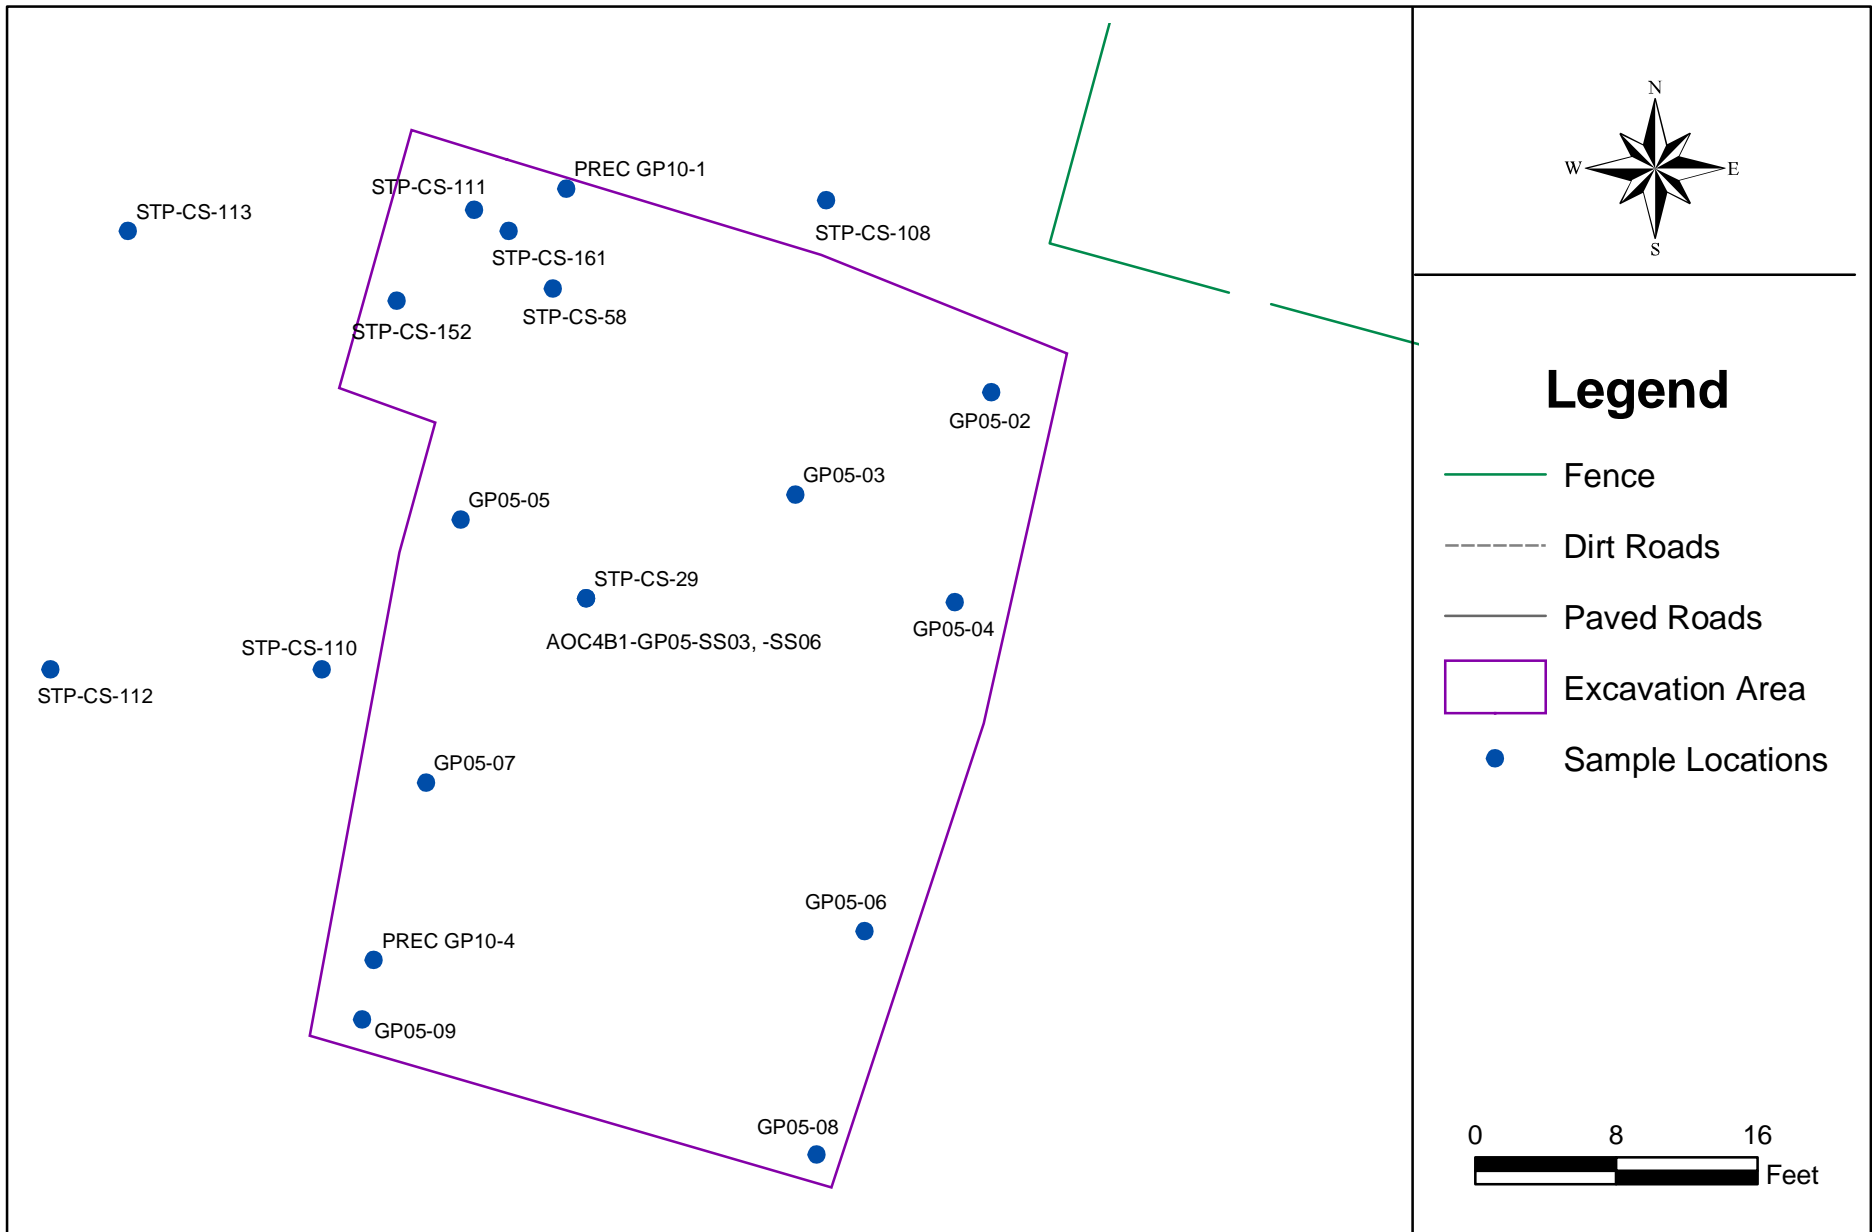 PREC GP10-1
STP-CS-111
STP-CS-113
STP-CS-108
STP-CS-161
STP-CS-58
STP-CS-152
GP05-02
GP05-03
GP05-05
STP-CS-29
GP05-04
AOC4B1-GP05-SS03, -SS06
STP-CS-110
STP-CS-112
GP05-07
GP05-06
PREC GP10-4
GP05-09
GP05-08
N
W
E
S
Legend
Fence
Dirt Roads
Paved Roads
Excavation Area
Sample Locations
0 8 16
Feet